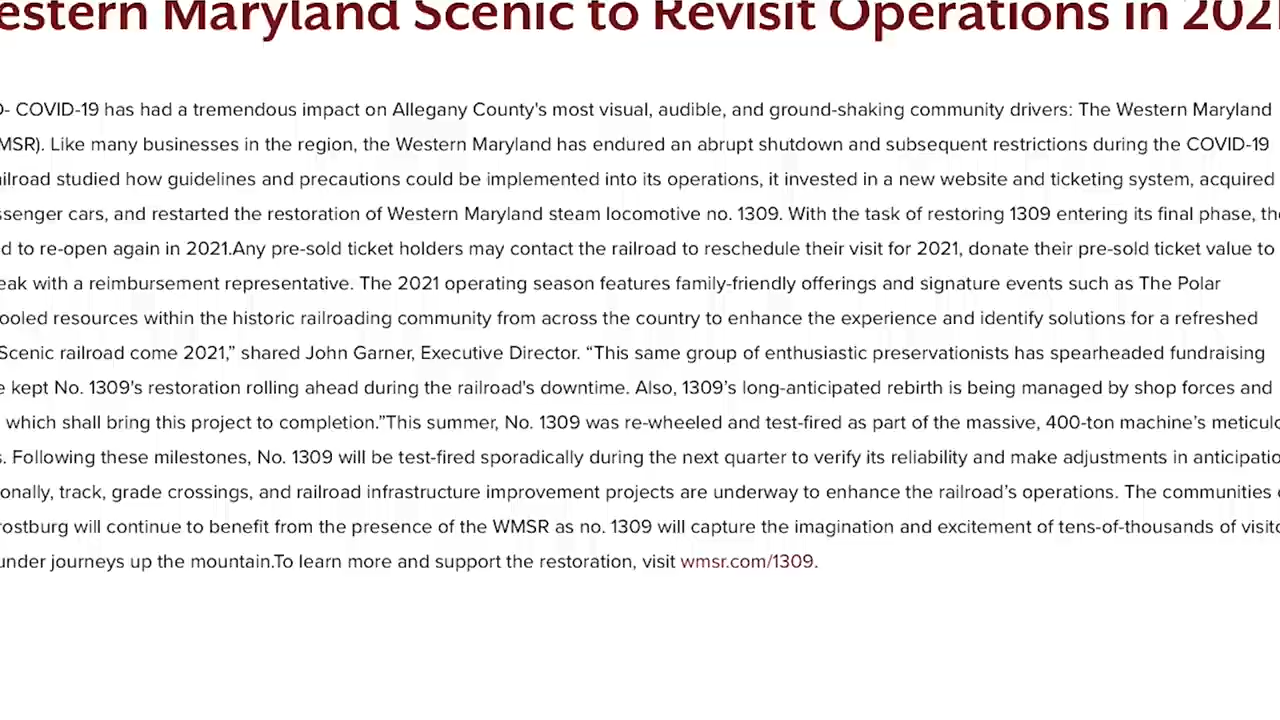 estern Maryland Scenic to Revisit Operations in 2021
D- COVID-19 has had a tremendous impact on Allegany County's most visual, audible, and ground-shaking community drivers: The Western Maryland
MSR). Like many businesses in the region, the Western Maryland has endured an abrupt shutdown and subsequent restrictions during the COVID-19
ailroad studied how guidelines and precautions could be implemented into its operations, it invested in a new website and ticketing system, acquired
ssenger cars, and restarted the restoration of Western Maryland steam locomotive no. 1309. With the task of restoring 1309 entering its final phase, the
d to re-open again in 2021.Any pre-sold ticket holders may contact the railroad to reschedule their visit for 2021, donate their pre-sold ticket value to
eak with a reimbursement representative. The 2021 operating season features family-friendly offerings and signature events such as The Polar
ooled resources within the historic railroading community from across the country to enhance the experience and identify solutions for a refreshed
Scenic railroad come 2021,” shared John Garner, Executive Director. “This same group of enthusiastic preservationists has spearheaded fundraising
e kept No. 1309's restoration rolling ahead during the railroad's downtime. Also, 1309’s long-anticipated rebirth is being managed by shop forces and
which shall bring this project to completion.”This summer, No. 1309 was re-wheeled and test-fired as part of the massive, 400-ton machine’s meticulo
s. Following these milestones, No. 1309 will be test-fired sporadically during the next quarter to verify its reliability and make adjustments in anticipatio
onally, track, grade crossings, and railroad infrastructure improvement projects are underway to enhance the railroad’s operations. The communities
rostburg will continue to benefit from the presence of the WMSR as no. 1309 will capture the imagination and excitement of tens-of-thousands of visito
under journeys up the mountain.To learn more and support the restoration, visit wmsr.com/1309.